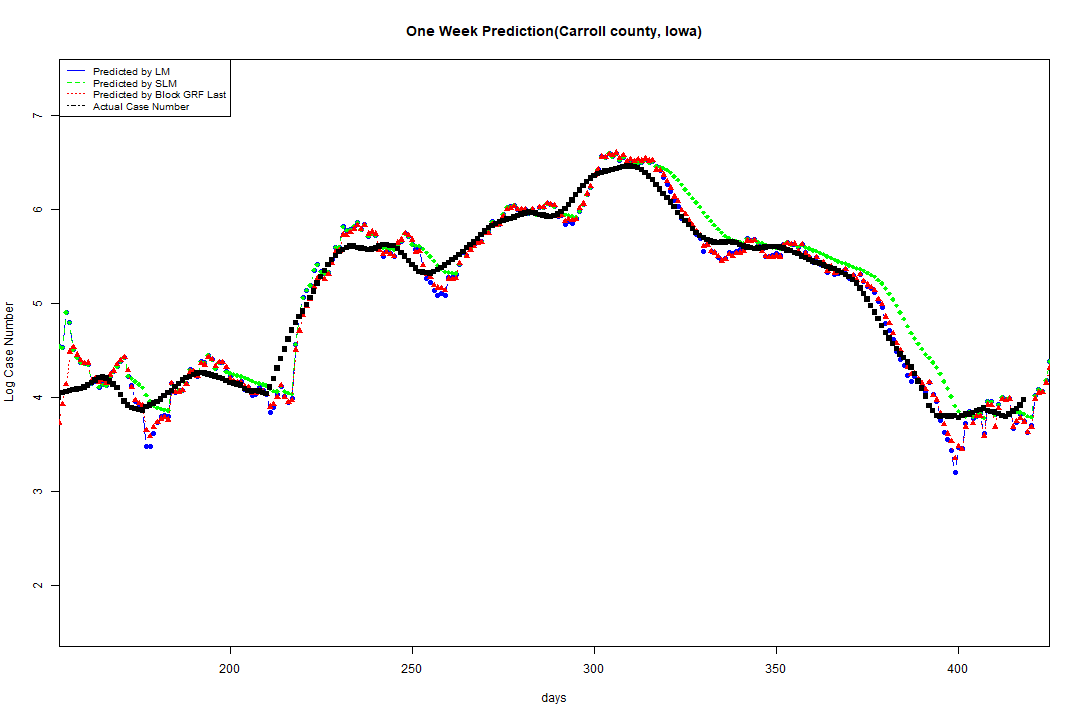 One Week Prediction(Carroll county, Iowa)
Predicted by LM
Predicted by SLM
Predicted by Block GRF Last
Actual Case Number
7
6
5
4
3
2
Log Case Number
200 250 300 350 400
days